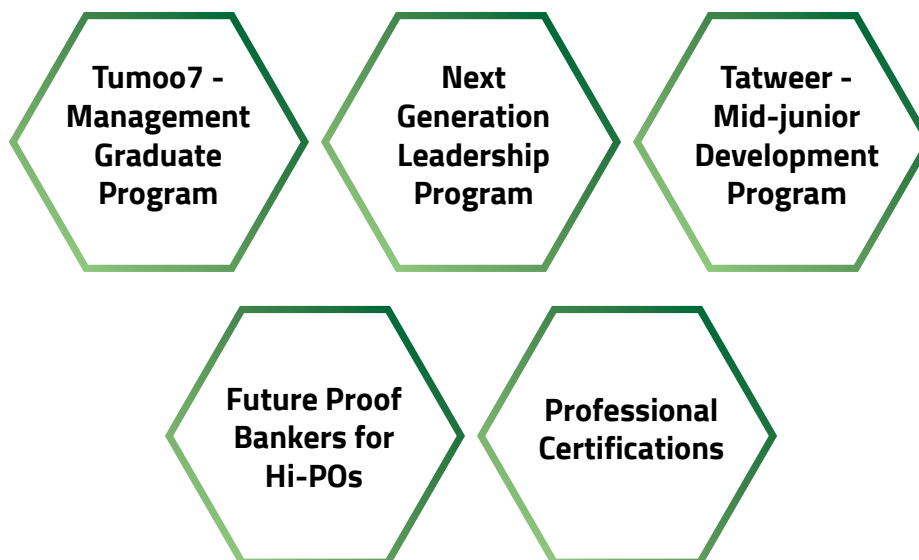 Tumoo7 -
Management
Graduate
Program
Next
Generation
Leadership
Program
Tatweer -
Mid-junior
Development
Program
Future Proof
Bankers for
Hi-POs
Professional
Certifications